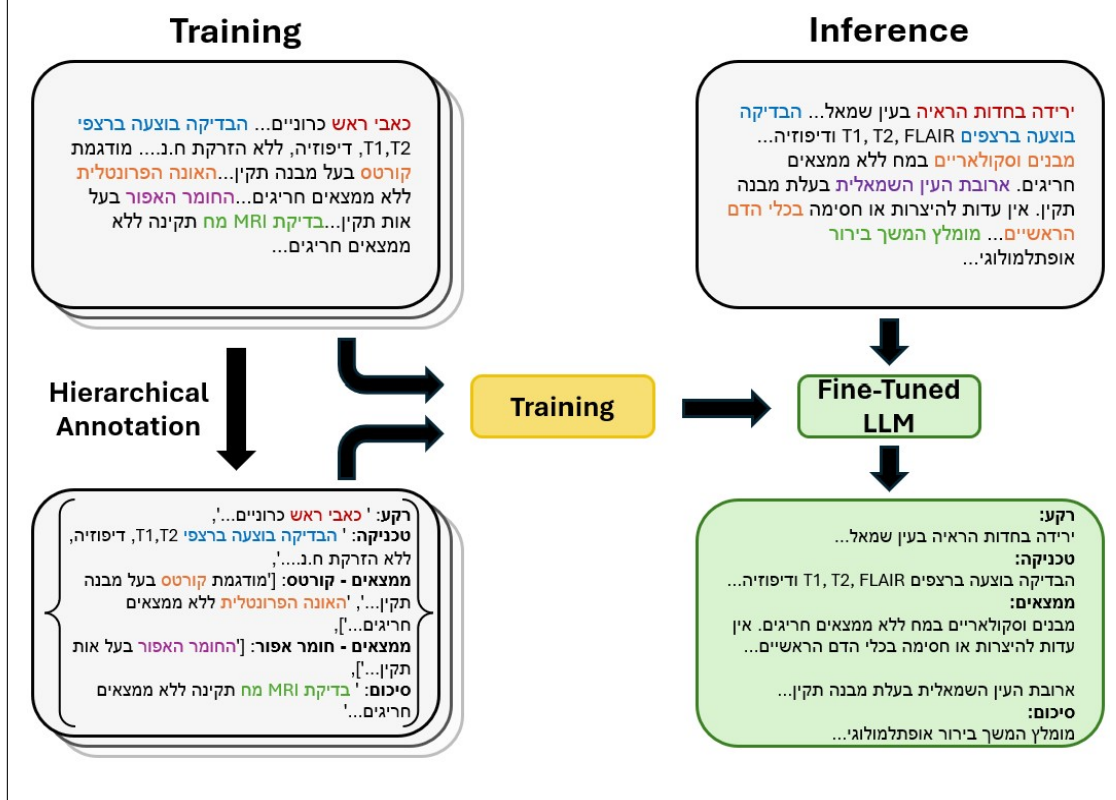 Training
כאבי ראש כרוניים... הבדיקה בוצעה ברצפי
T1,T2, דיפוזיה, ללא הזרקת ח.נ.... מודגמת
קורטס בעל מבנה תקין...האונה הפרונטלית
ללא ממצאים חריגים...החומר האפור בעל
אות תקין...בדיקת MRI מח תקינה ללא
ממצאים חריגים...
Hierarchical
Annotation
רקע: ' כאבי ראש כרוניים...',
טכניקה: ' הבדיקה בוצעה ברצפי T1,T2, דיפוזיה,
ללא הזרקת ח.נ....',
ממצאים - קורטס: ['מודגמת קורטס בעל מבנה
תקין...', 'האונה הפרונטלית ללא ממצאים
חריגים...'],
ממצאים - חומר אפור: ['החומר האפור בעל אות
תקין...'],
סיכום: ' בדיקת MRI מח תקינה ללא ממצאים
חריגים...'
Training
Inference
ירידה בחדות הראיה בעין שמאל... הבדיקה
בוצעה ברצפים T1, T2, FLAIR ודיפוזיה...
מבנים וסקולאריים במח ללא ממצאים
חריגים. ארובת העין השמאלית בעלת מבנה
תקין. אין עדות להיצרות או חסימה בכלי הדם
הראשיים... מומלץ המשך בירור
אופתלמולוגי...
Fine-Tuned
LLM
רקע:
ירידה בחדות הראיה בעין שמאל...
טכניקה:
הבדיקה בוצעה ברצפים T1, T2, FLAIR ודיפוזיה...
ממצאים:
מבנים וסקולאריים במח ללא ממצאים חריגים. אין
עדות להיצרות או חסימה בכלי הדם הראשיים...
ארובת העין השמאלית בעלת מבנה תקין...
סיכום:
מומלץ המשך בירור אופתלמולוגי...